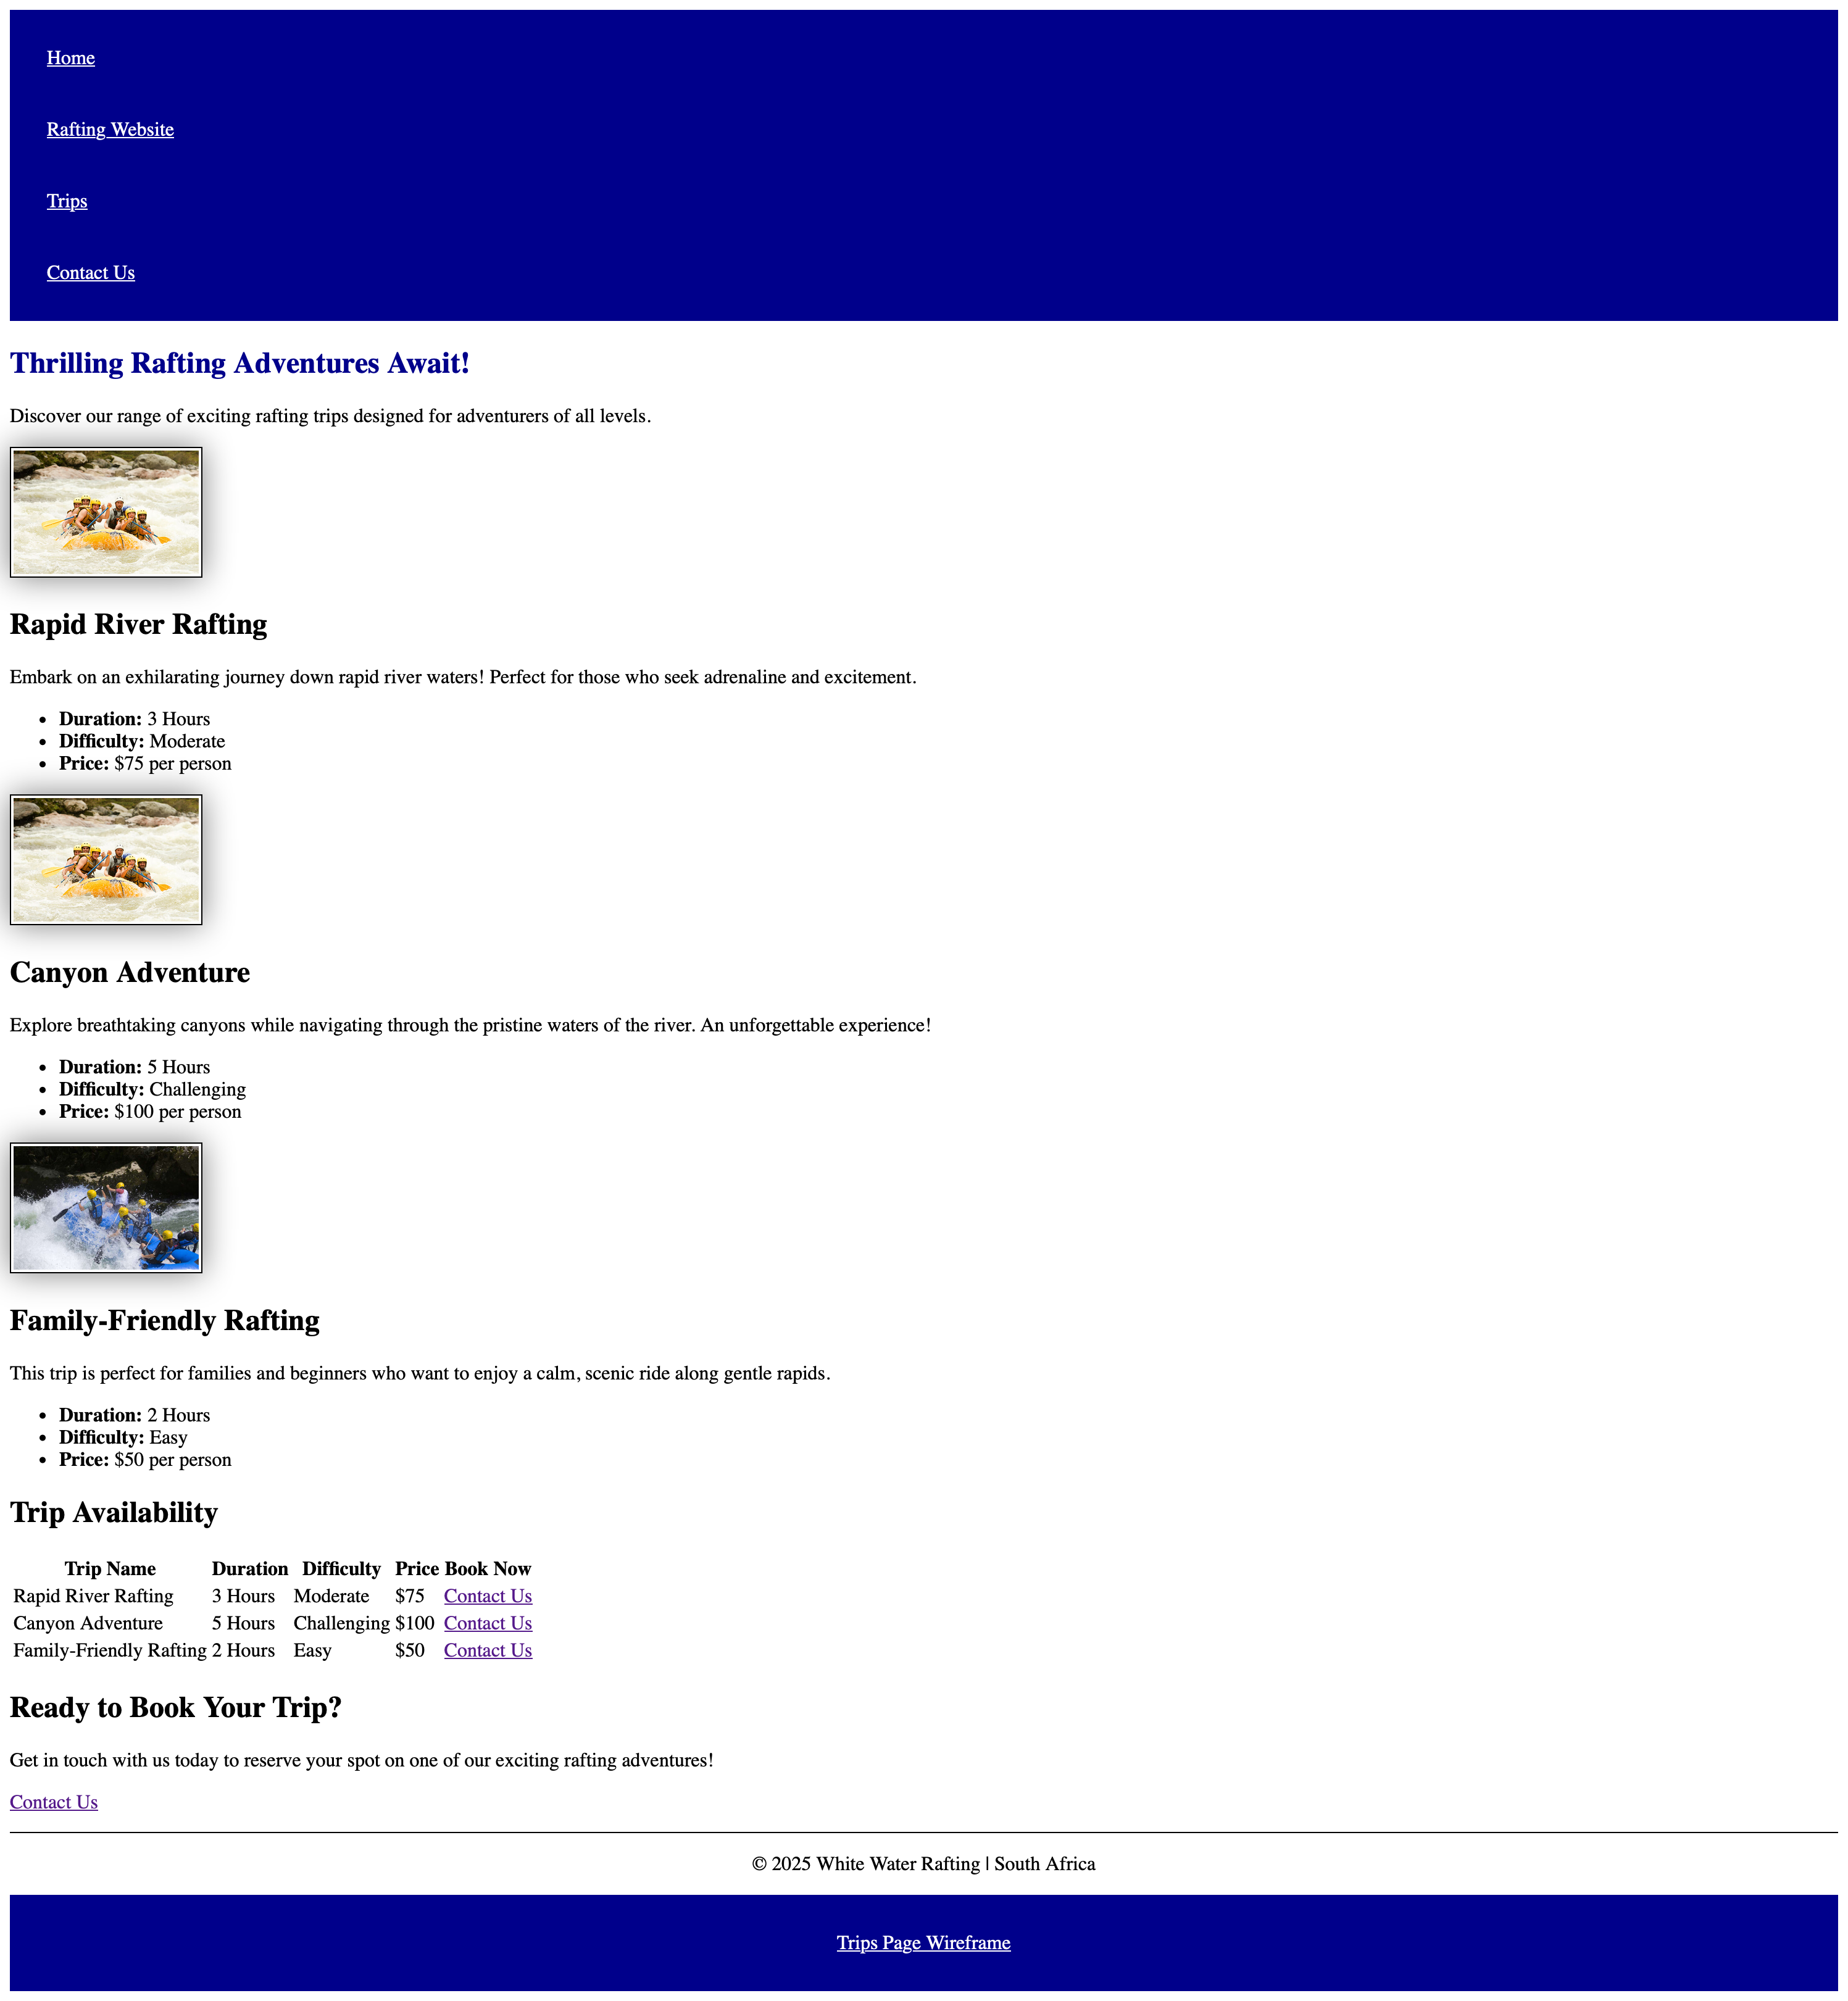 Home
Rafting Website
Trips
Contact Us
Thrilling Rafting Adventures Await!
Discover our range of exciting rafting trips designed for adventurers of all levels.
Rapid River Rafting
Embark on an exhilarating journey down rapid river waters! Perfect for those who seek adrenaline and excitement.
• Duration: 3 Hours
• Difficulty: Moderate
• Price: $75 per person
Canyon Adventure
Explore breathtaking canyons while navigating through the pristine waters of the river. An unforgettable experience!
• Duration: 5 Hours
• Difficulty: Challenging
• Price: $100 per person
Family-Friendly Rafting
This trip is perfect for families and beginners who want to enjoy a calm, scenic ride along gentle rapids.
• Duration: 2 Hours
• Difficulty: Easy
• Price: $50 per person
Trip Availability
Trip Name Duration Difficulty Price Book Now
Rapid River Rafting 3 Hours Moderate $75 Contact Us
Canyon Adventure 5 Hours Challenging $100 Contact Us
Family-Friendly Rafting 2 Hours Easy $50 Contact Us
Ready to Book Your Trip?
Get in touch with us today to reserve your spot on one of our exciting rafting adventures!
Contact Us
© 2025 White Water Rafting | South Africa
Trips Page Wireframe